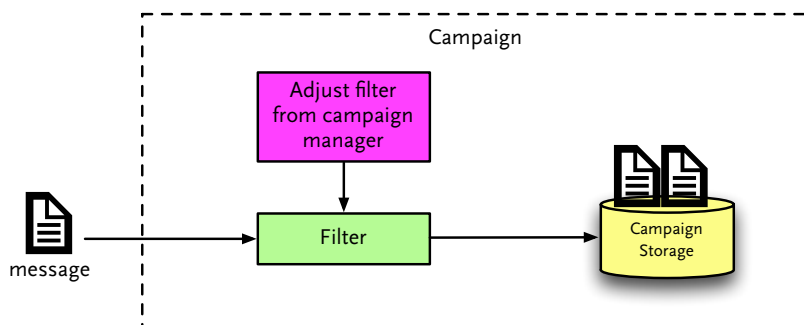 Campaign
Adjust filter
from campaign
manager
message
Filter
Campaign
Storage